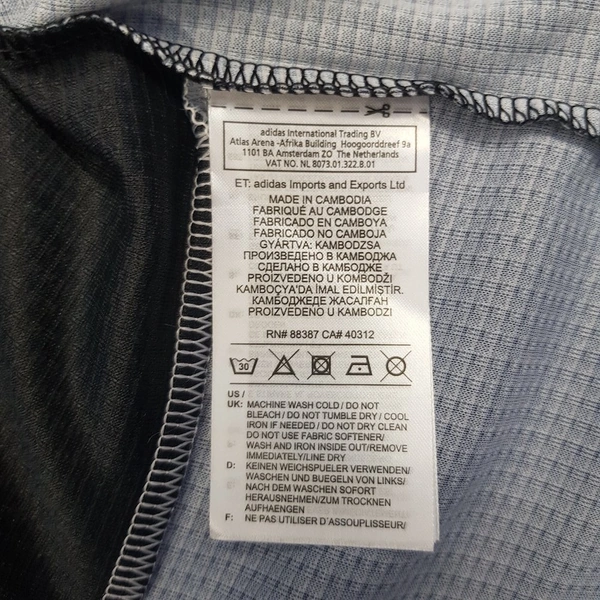 adidas International Trading BV
Atlas Arena -Afrika Building Hoogoorddreef 9a
1101 BA Amsterdam ZO The Netherlands
VAT NO. NL 8073.01.322.B.01
ET: adidas Imports and Exports Ltd
MADE IN CAMBODIA
FABRIQUÉ AU CAMBODGE
FABRICADO EN CAMBOYA
FABRICADO NO CAMBOJA
GYÁRTVA: KAMBODZSA
ПРОИЗВЕДЕНО В КАМБОДЖА
СДЕЛАНО В КАМБОДЖЕ
PROIZVEDENO U KOMBODŽI
KAMBOÇYA'DA İMAL EDİLMİŞTİR.
КАМБОДЖЕДЕ ЖАСАЛҒАН
PROIZVEDENO V KAMBODZI
RN# 88387 CA# 40312
30
US /
UK: MACHINE WASH COLD / DO NOT
BLEACH / DO NOT TUMBLE DRY / COOL
IRON IF NEEDED / DO NOT DRY CLEAN
DO NOT USE FABRIC SOFTENER/
WASH AND IRON INSIDE OUT/REMOVE
IMMEDIATELY/LINE DRY
D: KEINEN WEICHSPUELER VERWENDEN/
WASCHEN UND BUEGELN VON LINKS/
NACH DEM WASCHEN SOFORT
HERAUSNEHMEN/ZUM TROCKNEN
AUFHAENGEN
F: NE PAS UTILISER D'ASSOUPLISSEUR/